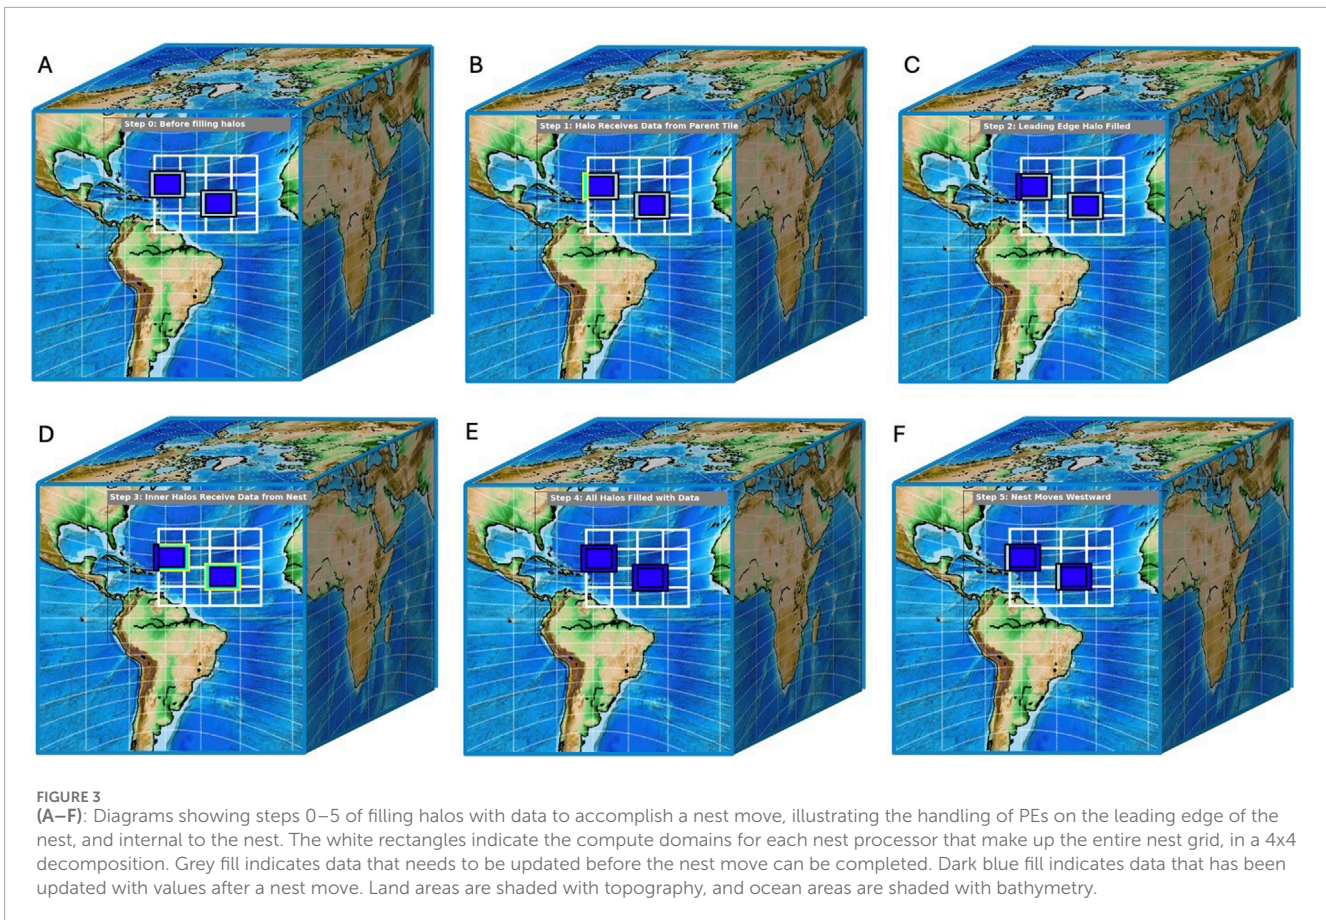 A
Step 0: Before filling halos
B
Step 1: Halo Receives Data from Parent Tile
C
Step 2: Leading Edge Halo Filled
D
Step 3: Inner Halos Receive Data from Nest
E
Step 4: All Halos Filled with Data
F
Step 5: Nest Moves Westward
FIGURE 3
(A–F): Diagrams showing steps 0–5 of filling halos with data to accomplish a nest move, illustrating the handling of PEs on the leading edge of the
nest, and internal to the nest. The white rectangles indicate the compute domains for each nest processor that make up the entire nest grid, in a 4x4
decomposition. Grey fill indicates data that needs to be updated before the nest move can be completed. Dark blue fill indicates data that has been
updated with values after a nest move. Land areas are shaded with topography, and ocean areas are shaded with bathymetry.